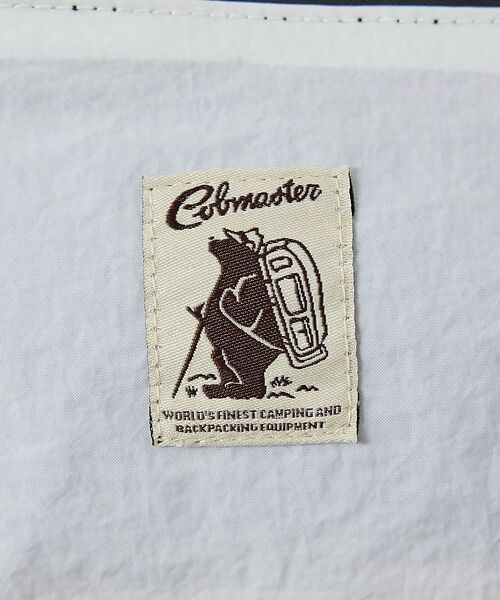 Cobmaster
WORLD'S FINEST CAMPING AND
BACKPACKING EQUIPMENT